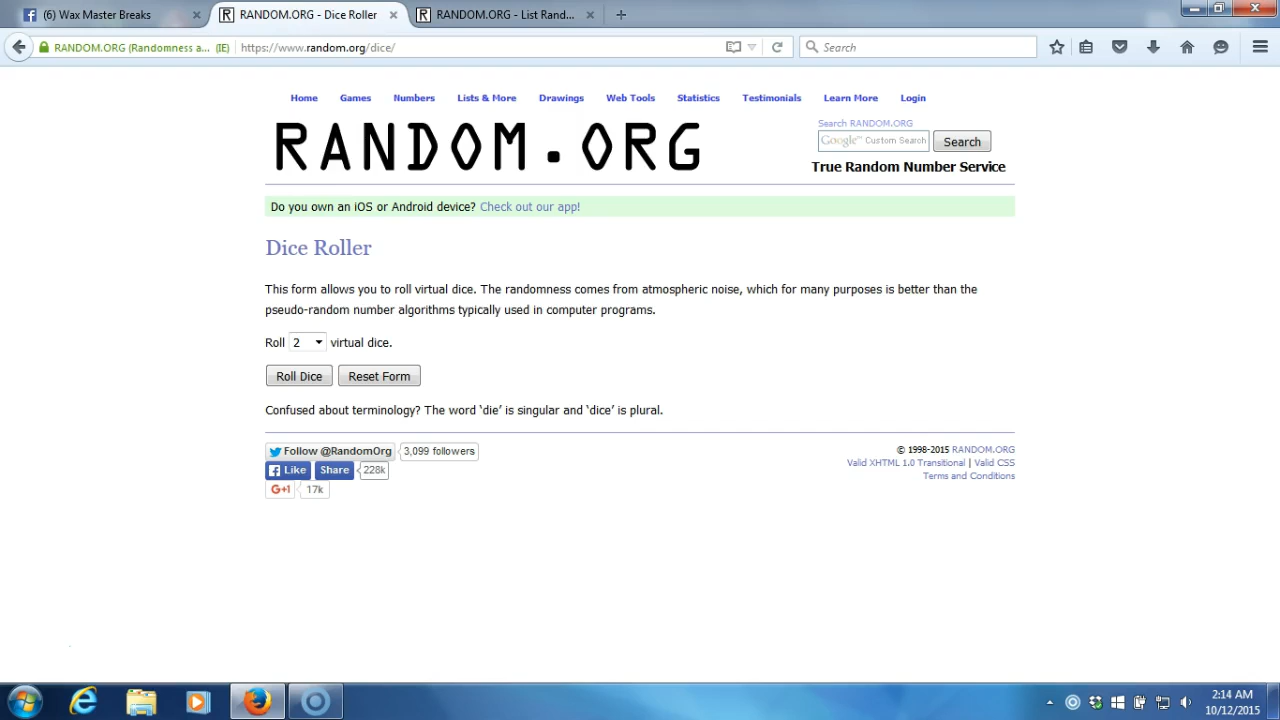 (6) Wax Master Breaks
RANDOM.ORG - Dice Roller
RANDOM.ORG - List Rand...
RANDOM.ORG (Randomness a... (IE)
https://www.random.org/dice/
Search
Home Games Numbers Lists & More Drawings Web Tools Statistics Testimonials Learn More Login
RANDOM.ORG
Search RANDOM.ORG
Google™ Custom Search
Search
True Random Number Service
Do you own an iOS or Android device? Check out our app!
Dice Roller
This form allows you to roll virtual dice. The randomness comes from atmospheric noise, which for many purposes is better than the
pseudo-random number algorithms typically used in computer programs.
Roll 2 virtual dice.
Roll Dice Reset Form
Confused about terminology? The word ‘die’ is singular and ‘dice’ is plural.
Follow @RandomOrg 3,099 followers
Like Share 228k
G+1 17k
© 1998-2015 RANDOM.ORG
Valid XHTML 1.0 Transitional | Valid CSS
Terms and Conditions
2:14 AM
10/12/2015